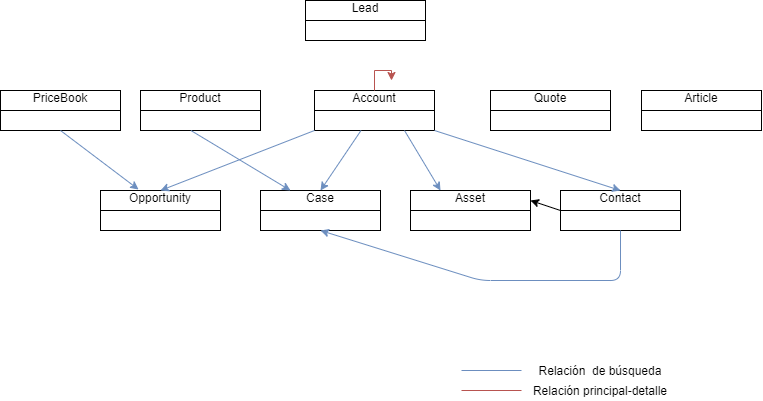 Lead
PriceBook
Product
Account
Quote
Article
Opportunity
Case
Asset
Contact
Relación de búsqueda
Relación principal-detalle